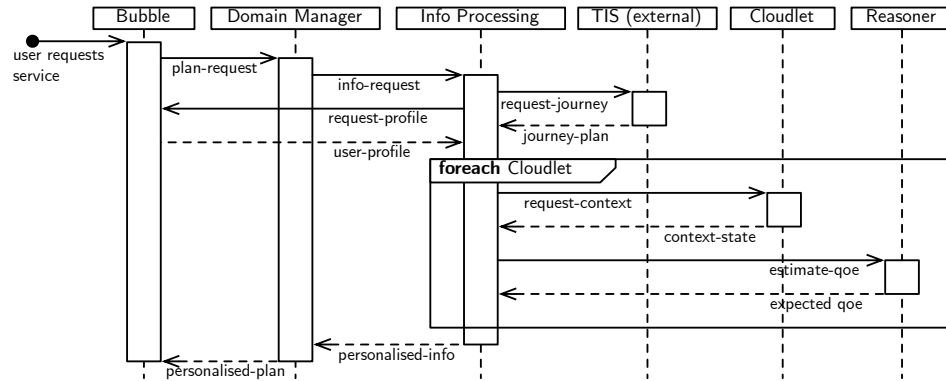 Bubble
Domain Manager
Info Processing
TIS (external)
Cloudlet
Reasoner
user requests
service
plan-request
info-request
request-journey
request-profile
journey-plan
user-profile
foreach Cloudlet
request-context
context-state
estimate-qoe
expected qoe
personalised-info
personalised-plan